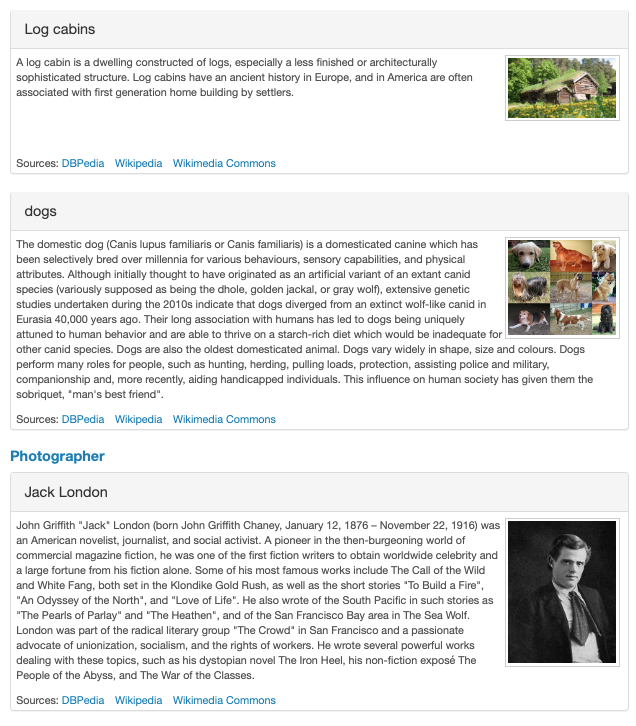 Log cabins
A log cabin is a dwelling constructed of logs, especially a less finished or architecturally
sophisticated structure. Log cabins have an ancient history in Europe, and in America are often
associated with first generation home building by settlers.
Sources: DBPedia Wikipedia Wikimedia Commons
dogs
The domestic dog (Canis lupus familiaris or Canis familiaris) is a domesticated canine which has
been selectively bred over millennia for various behaviours, sensory capabilities, and physical
attributes. Although initially thought to have originated as an artificial variant of an extant canid
species (variously supposed as being the dhole, golden jackal, or gray wolf), extensive genetic
studies undertaken during the 2010s indicate that dogs diverged from an extinct wolf-like canid in
Eurasia 40,000 years ago. Their long association with humans has led to dogs being uniquely
attuned to human behavior and are able to thrive on a starch-rich diet which would be inadequate for
other canid species. Dogs are also the oldest domesticated animal. Dogs vary widely in shape, size and colours. Dogs
perform many roles for people, such as hunting, herding, pulling loads, protection, assisting police and military,
companionship and, more recently, aiding handicapped individuals. This influence on human society has given them the
sobriquet, "man's best friend".
Sources: DBPedia Wikipedia Wikimedia Commons
Photographer
Jack London
John Griffith "Jack" London (born John Griffith Chaney, January 12, 1876 – November 22, 1916) was
an American novelist, journalist, and social activist. A pioneer in the then-burgeoning world of
commercial magazine fiction, he was one of the first fiction writers to obtain worldwide celebrity and
a large fortune from his fiction alone. Some of his most famous works include The Call of the Wild
and White Fang, both set in the Klondike Gold Rush, as well as the short stories "To Build a Fire",
"An Odyssey of the North", and "Love of Life". He also wrote of the South Pacific in such stories as
"The Pearls of Parlay" and "The Heathen", and of the San Francisco Bay area in The Sea Wolf.
London was part of the radical literary group "The Crowd" in San Francisco and a passionate
advocate of unionization, socialism, and the rights of workers. He wrote several powerful works
dealing with these topics, such as his dystopian novel The Iron Heel, his non-fiction exposé The
People of the Abyss, and The War of the Classes.
Sources: DBPedia Wikipedia Wikimedia Commons